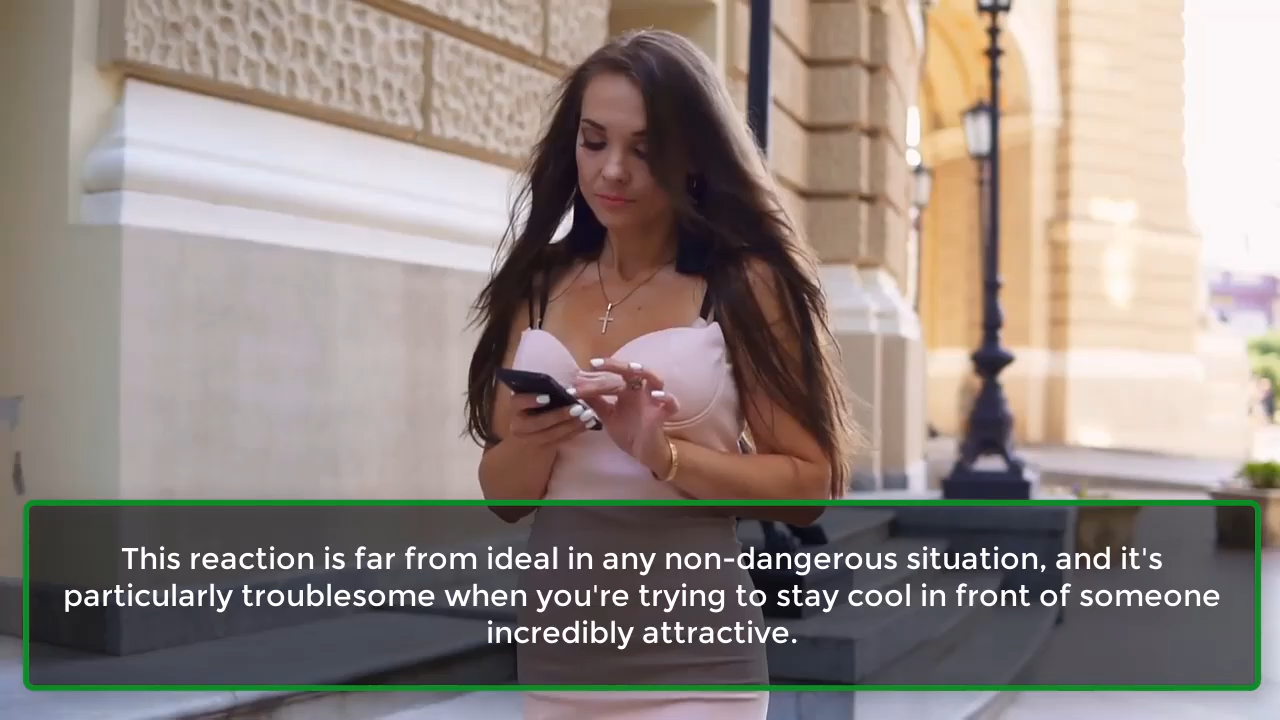 This reaction is far from ideal in any non-dangerous situation, and it's
particularly troublesome when you're trying to stay cool in front of someone
incredibly attractive.